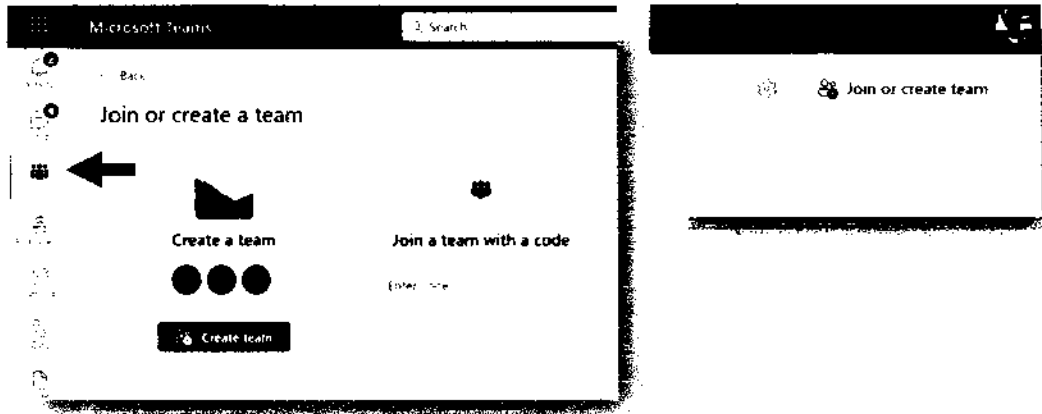 Microsoft Teams
Search
Back
Join or create a team
Create a team
Create team
Join a team with a code
Enter
Join or create team